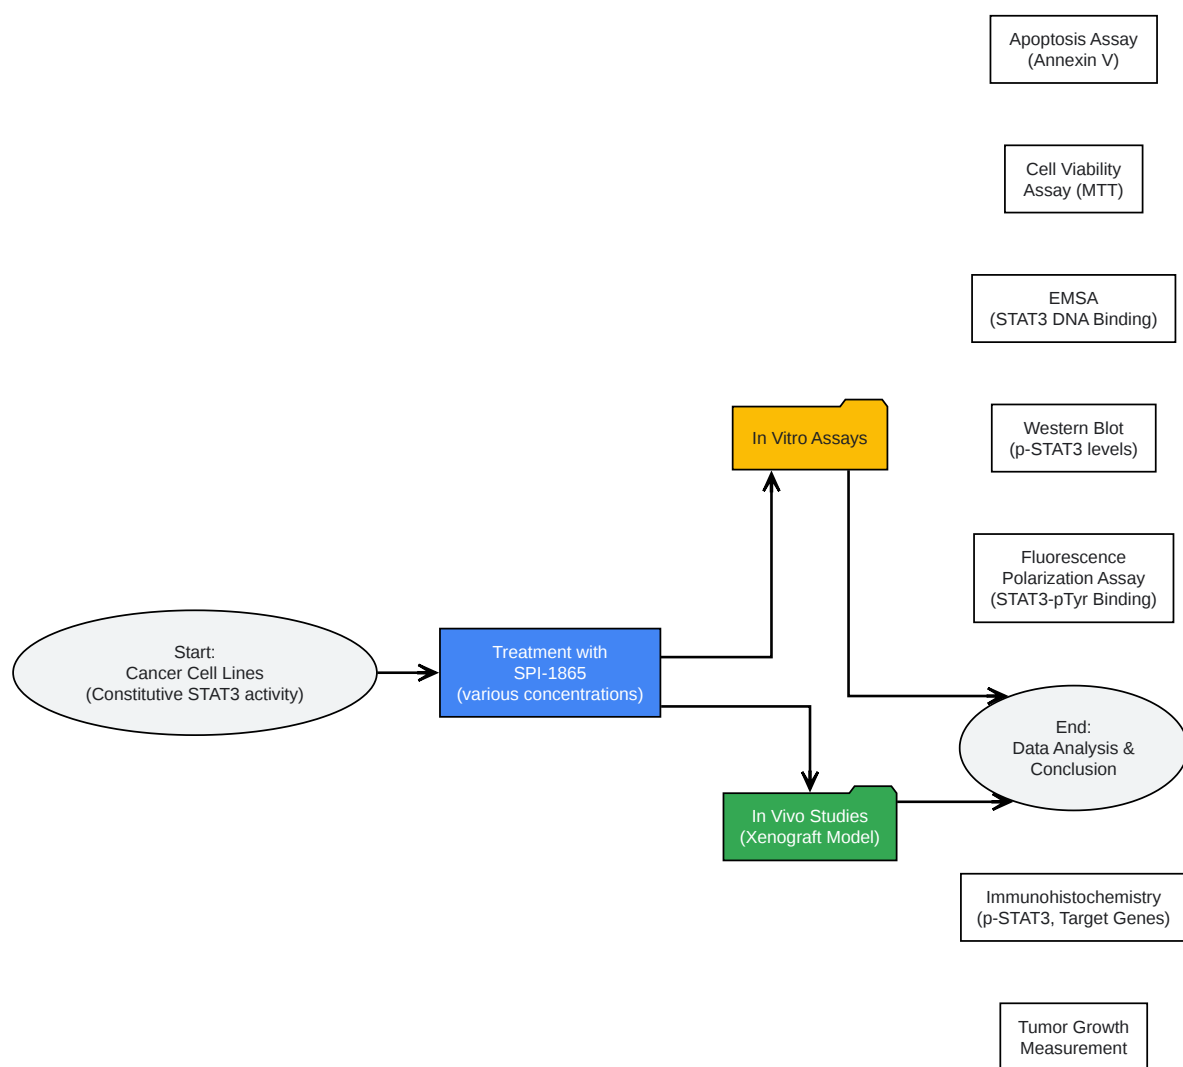 Apoptosis Assay
(Annexin V)
Cell Viability
Assay (MTT)
EMSA
(STAT3 DNA Binding)
Western Blot
(p-STAT3 levels)
In Vitro Assays
Fluorescence
Polarization Assay
(STAT3-pTyr Binding)
Start:
Cancer Cell Lines
(Constitutive STAT3 activity)
Treatment with
SPI-1865
(various concentrations)
End:
Data Analysis &
Conclusion
In Vivo Studies
(Xenograft Model)
Immunohistochemistry
(p-STAT3, Target Genes)
Tumor Growth
Measurement